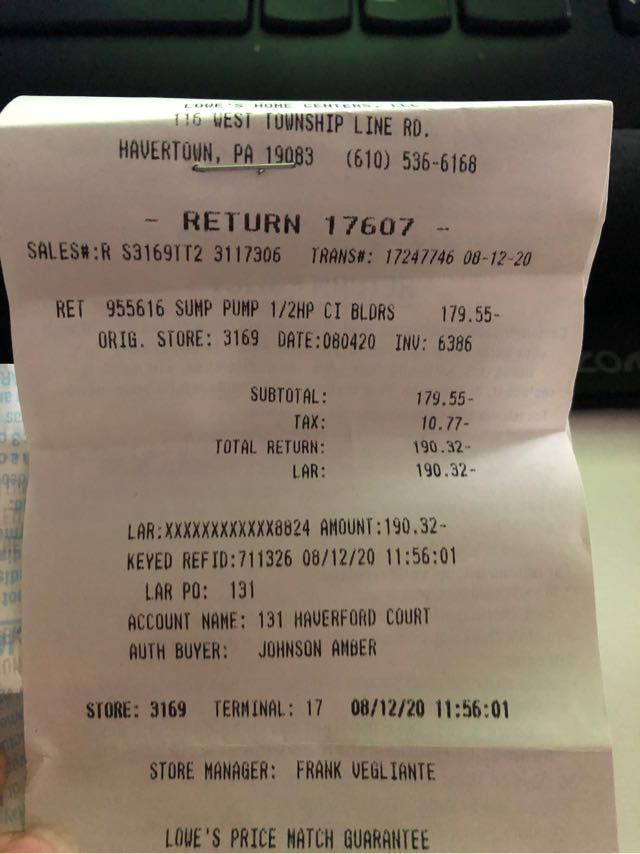 LOWE'S HOME CENTERS, LLC
116 WEST TOWNSHIP LINE RD.
HAVERTOWN, PA 19083 (610) 536-6168
- RETURN 17607 -
SALES#:R S3169TT2 3117306 TRANS#: 17247746 08-12-20
RET 955616 SUMP PUMP 1/2HP CI BLDRS 179.55-
ORIG. STORE: 3169 DATE:080420 INV: 6386
SUBTOTAL: 179.55-
TAX: 10.77-
TOTAL RETURN: 190.32-
LAR: 190.32-
LAR:XXXXXXXXXXXX8824 AMOUNT:190.32-
KEYED REFID:711326 08/12/20 11:56:01
LAR PO: 131
ACCOUNT NAME: 131 HAVERFORD COURT
AUTH BUYER: JOHNSON AMBER
STORE: 3169 TERMINAL: 17 08/12/20 11:56:01
STORE MANAGER: FRANK VEGLIANTE
LOWE'S PRICE MATCH GUARANTEE